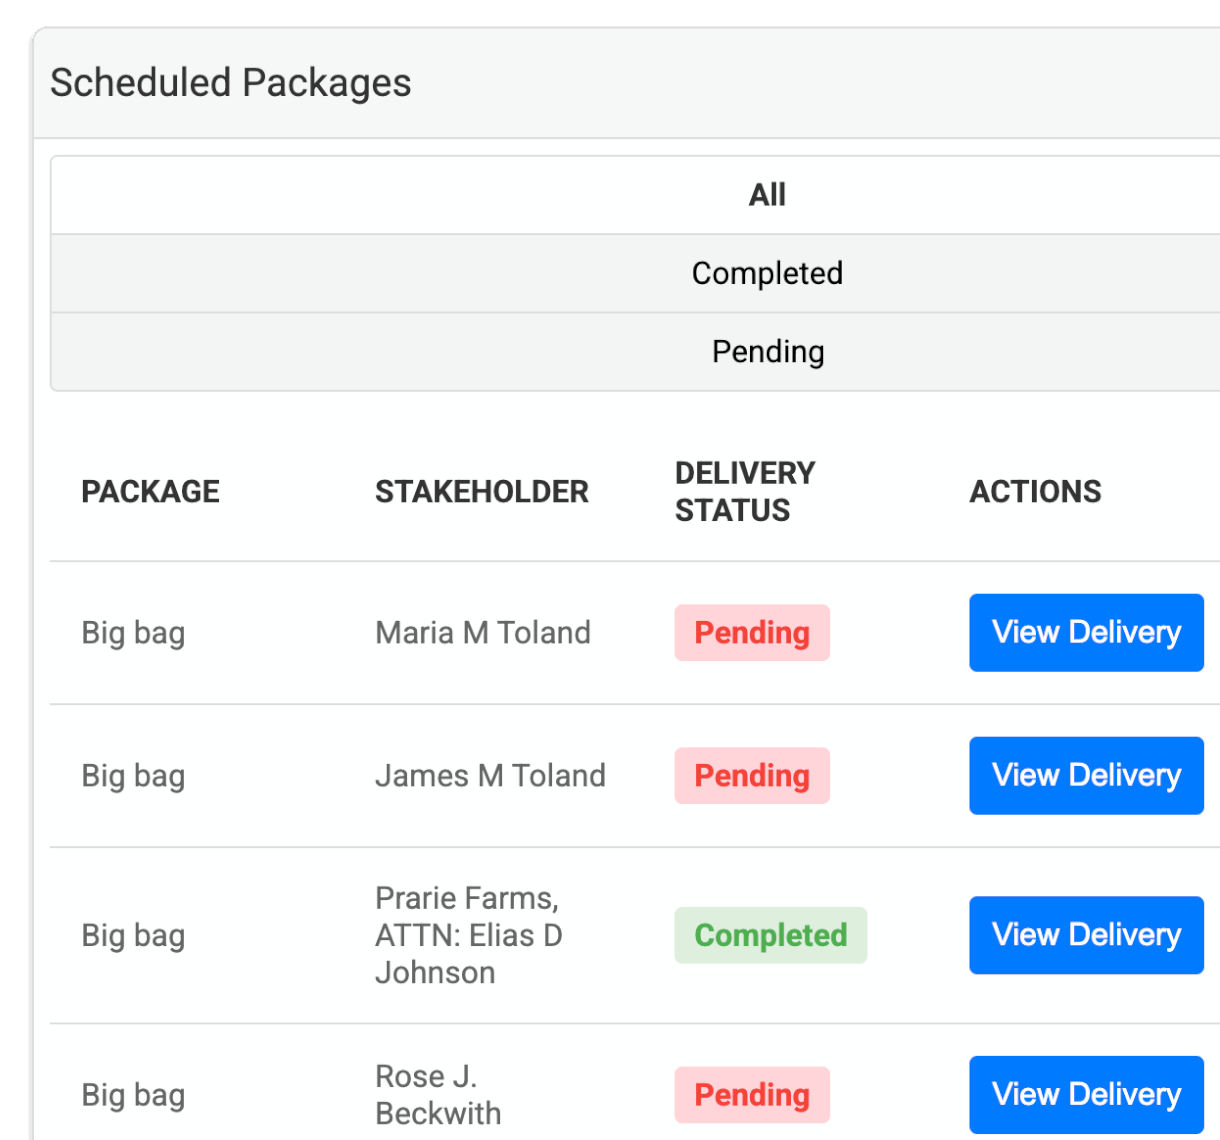 Scheduled Packages
All
Completed
Pending
PACKAGE
STAKEHOLDER
DELIVERY
STATUS
ACTIONS
Big bag
Maria M Toland
Pending
View Delivery
Big bag
James M Toland
Pending
View Delivery
Big bag
Prarie Farms,
ATTN: Elias D
Johnson
Completed
View Delivery
Big bag
Rose J.
Beckwith
Pending
View Delivery